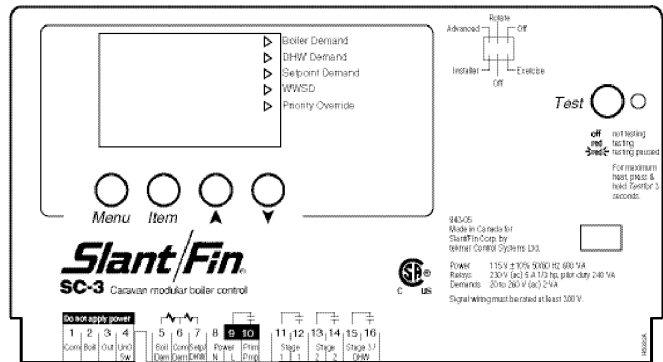 Boiler Demand
DHW Demand
Setpoint Demand
WWSD
Priority Override
Rotate
Advanced
Off
Installer
Exercise
Off
Test
off not testing
red testing
red testing paused
For maximum
heat, press &
hold Test for 3
seconds.
Menu Item
Slant/Fin®
SC-3 Caravan modular boiler control
943-05
Made in Canada for
Slant/Fin Corp. by
tekmar Control Systems Ltd.
Power 115 V ±10% 50/60 Hz 600 VA
Relays 230 V (ac) 5 A 1/3 hp, pilot duty 240 VA
Demands 20 to 260 V (ac) 2 VA
Signal wiring must be rated at least 300 V.
C US
Do not apply power
1 2 3 4 5 6 7 8 9 10 11 12 13 14 15 16
Com Boil Out UnO Boil Com Setp/ Power Prim Stage Stage Stage 3/
Sw Dem Dem DHW N L Pmp 1 1 2 2 DHW